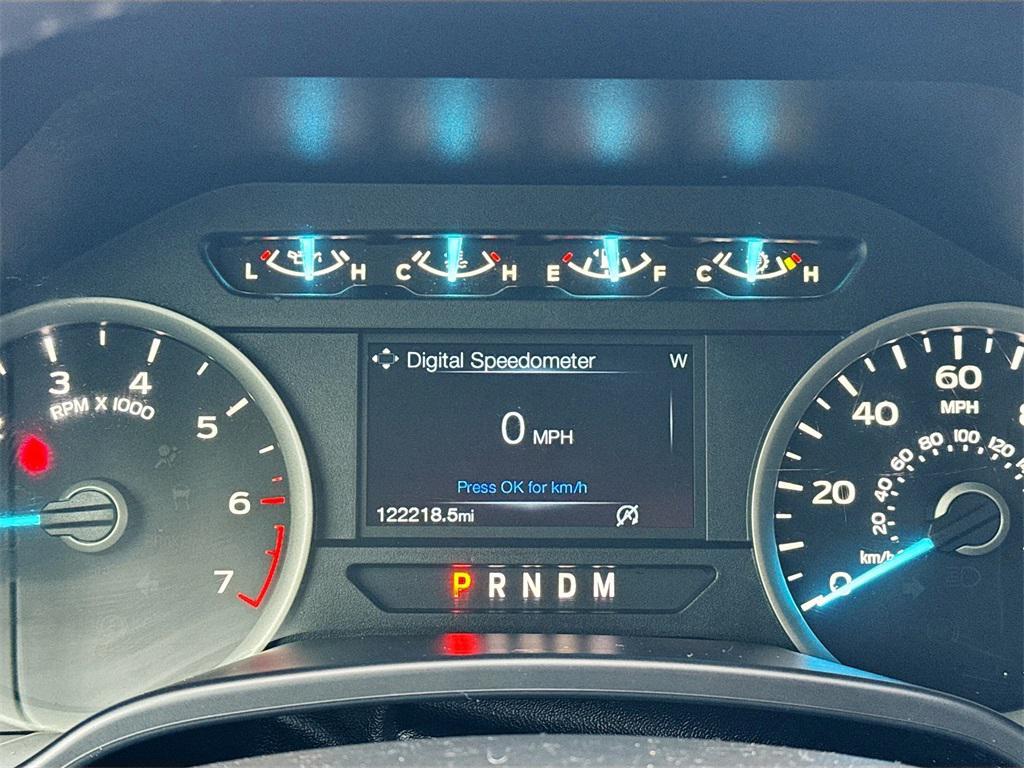 L H C H E F C H
3 4 5 6 7
RPM X 1000
Digital Speedometer W
0 MPH
Press OK for km/h
122218.5mi
P R N D M
0 20 40 60
MPH
20 40 60 80 100 120
km/h